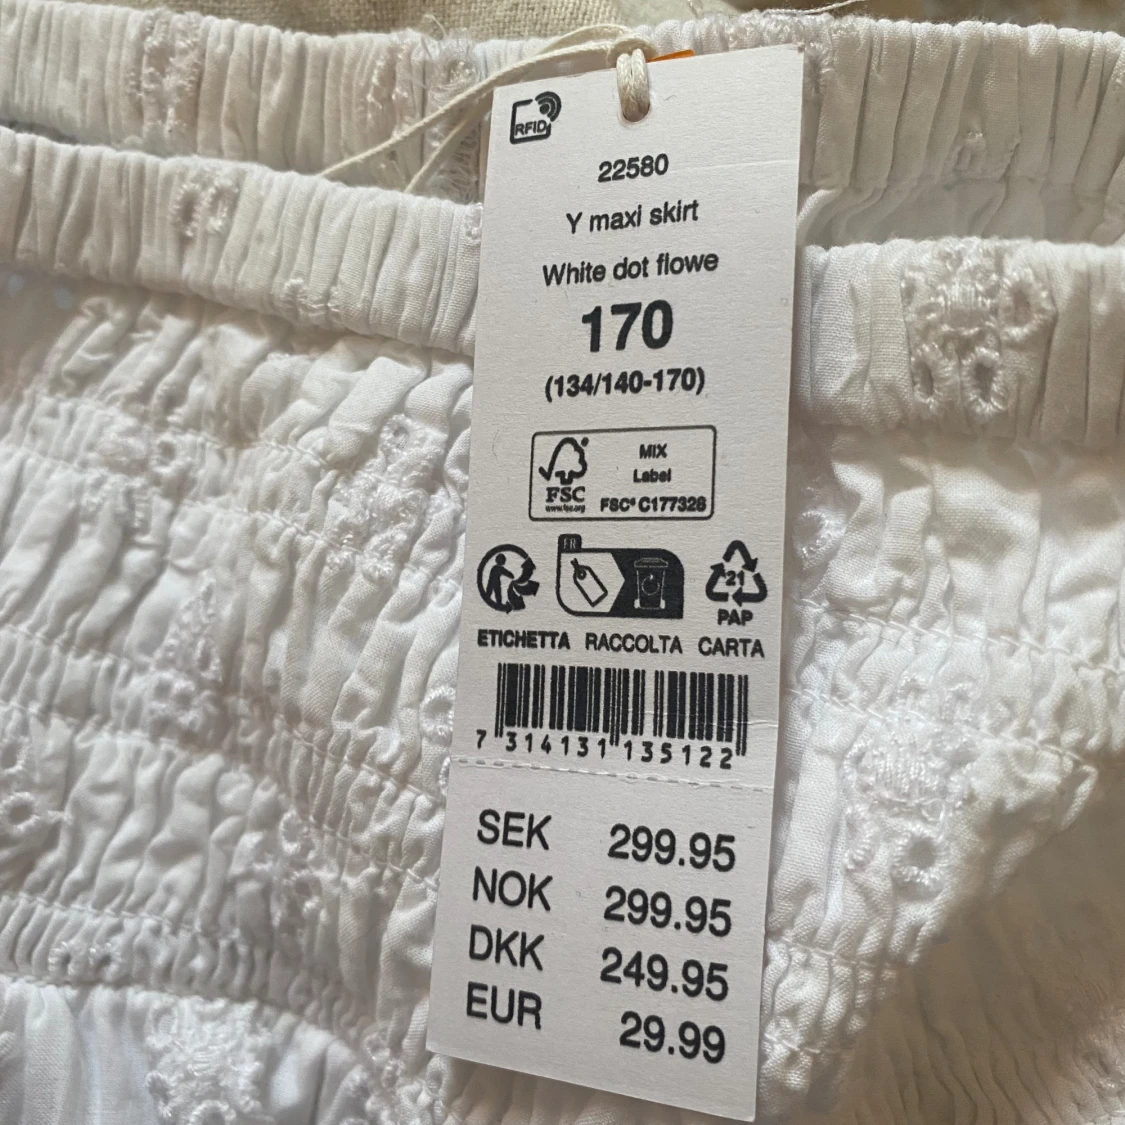 RFID
22580
Y maxi skirt
White dot flowe
170
(134/140-170)
MIX
Label
FSC® C177326
FSC
www.fsc.org
FR
21
PAP
ETICHETTA RACCOLTA CARTA
7 314131 135122
SEK 299.95
NOK 299.95
DKK 249.95
EUR 29.99